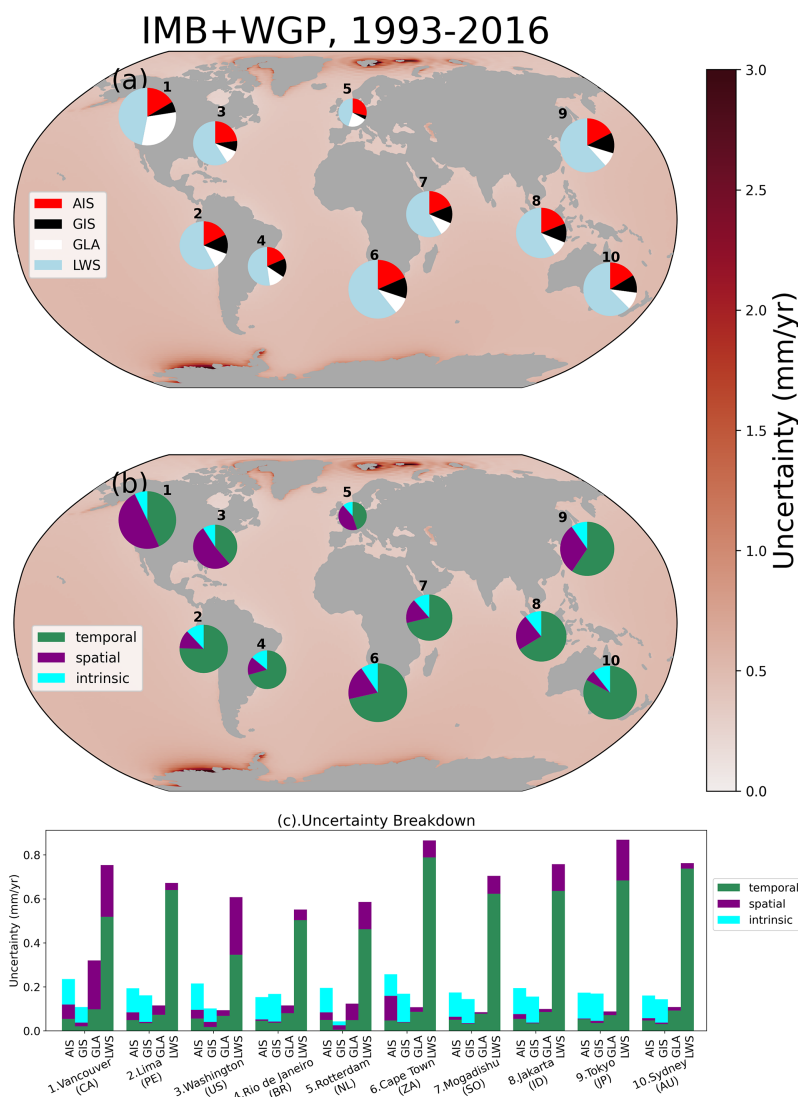 IMB+WGP, 1993-2016
(a)
1
2
3
4
5
6
7
8
9
10
AIS
GIS
GLA
LWS
(b)
1
2
3
4
5
6
7
8
9
10
temporal
spatial
intrinsic
3.0
2.5
2.0
1.5
1.0
0.5
0.0
Uncertainty (mm/yr)
(c).Uncertainty Breakdown
Uncertainty (mm/yr)
0.8
0.6
0.4
0.2
0.0
temporal
spatial
intrinsic
AIS GIS GLA LWS
AIS GIS GLA LWS
AIS GIS GLA LWS
AIS GIS GLA LWS
AIS GIS GLA LWS
AIS GIS GLA LWS
AIS GIS GLA LWS
AIS GIS GLA LWS
AIS GIS GLA LWS
AIS GIS GLA LWS
1.Vancouver
(CA)
2.Lima
(PE)
3.Washington
(US)
4.Rio de Janeiro
(BR)
5.Rotterdam
(NL)
6.Cape Town
(ZA)
7.Mogadishu
(SO)
8.Jakarta
(ID)
9.Tokyo
(JP)
10.Sydney
(AU)